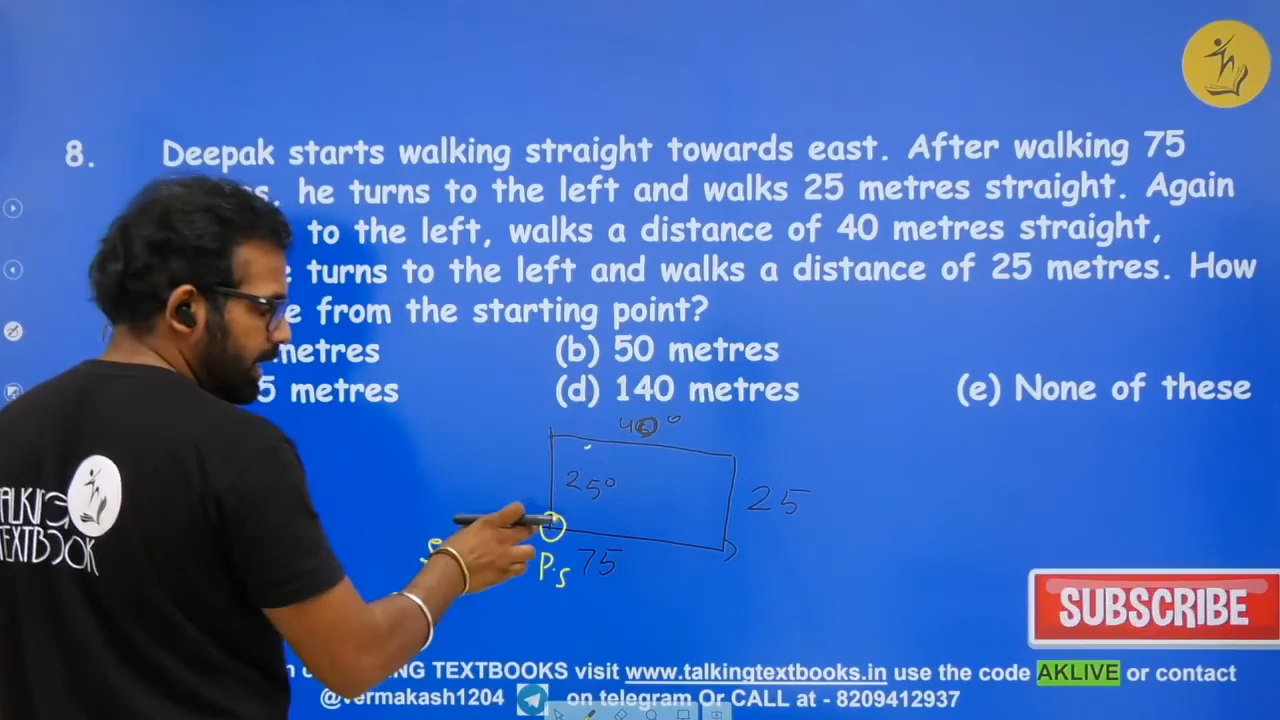 8. Deepak starts walking straight towards east. After walking 75
he turns to the left and walks 25 metres straight. Again
to the left, walks a distance of 40 metres straight,
turns to the left and walks a distance of 25 metres. How
from the starting point?
metres (b) 50 metres
5 metres (d) 140 metres (e) None of these
25°
25
P.S 75
TALKING
TEXTBOOK
SUBSCRIBE
TEXTBOOKS visit www.talkingtextbooks.in use the code AKLIVE or contact
@vermakash1204 on telegram Or CALL at - 8209412937